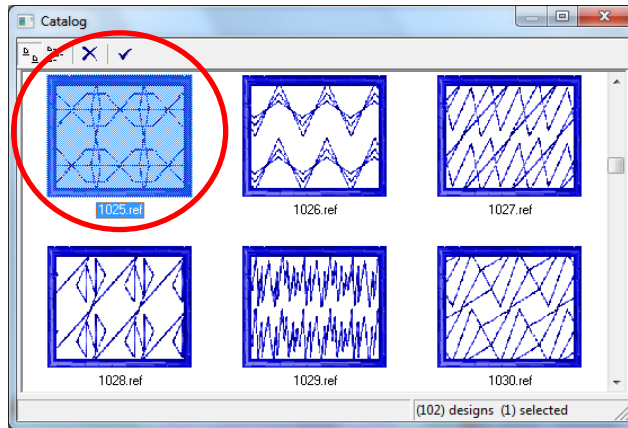 Catalog
1025.ref
1026.ref
1027.ref
1028.ref
1029.ref
1030.ref
(102) designs (1) selected